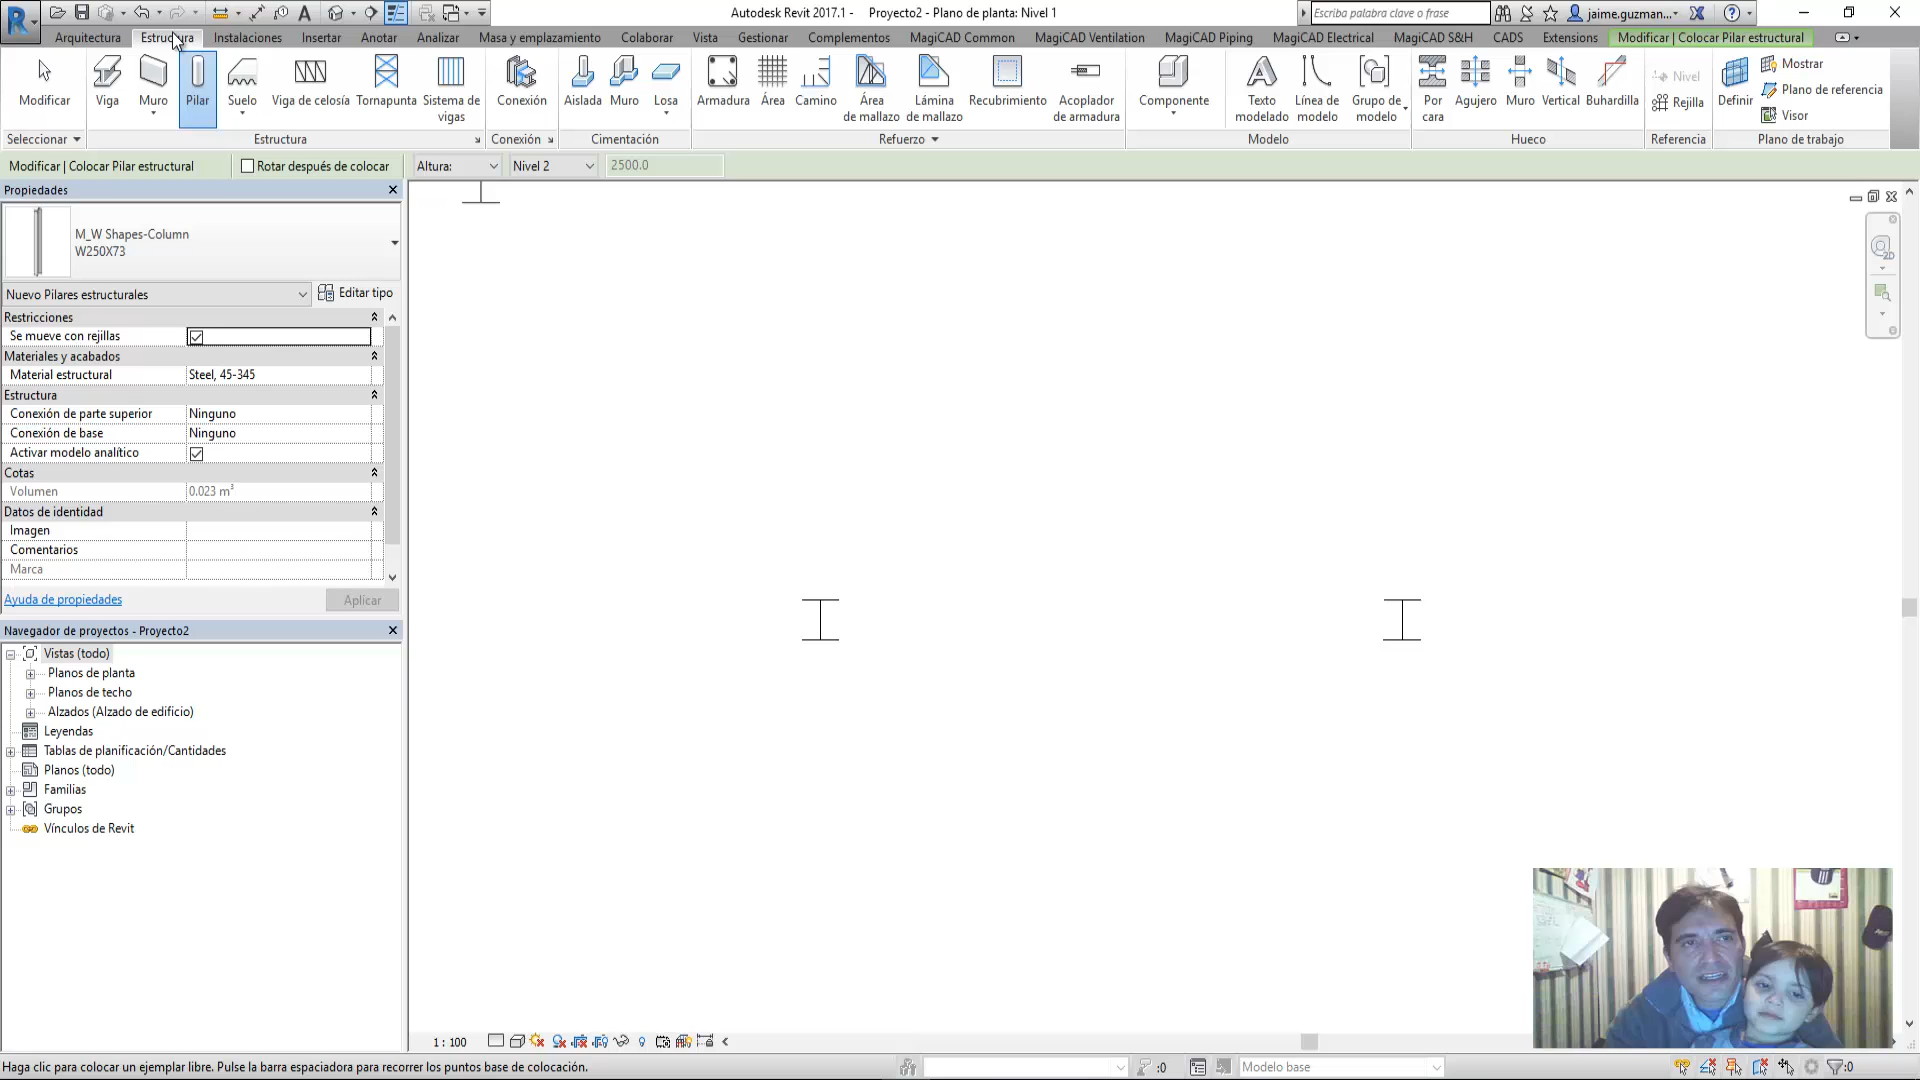 Autodesk Revit 2017.1 - Proyecto2 - Plano de planta: Nivel 1
Escriba palabra clave o frase
jaime.guzman...
Arquitectura Estructura Instalaciones Insertar Anotar Analizar Masa y emplazamiento Colaborar Vista Gestionar Complementos MagiCAD Common MagiCAD Ventilation MagiCAD Piping MagiCAD Electrical MagiCAD S&H CADS Extensions Modificar | Colocar Pilar estructural
Modificar Viga Muro Pilar Suelo Viga de celosía Tornapunta Sistema de vigas Conexión Aislada Muro Losa Armadura Área Camino Área de mallazo Lámina de mallazo Recubrimiento Acoplador de armadura Componente Texto modelado Línea de modelo Grupo de modelo Por cara Agujero Muro Vertical Buhardilla Nivel Rejilla Definir Mostrar Plano de referencia Visor
Seleccionar Estructura Conexión Cimentación Refuerzo Modelo Hueco Referencia Plano de trabajo
Modificar | Colocar Pilar estructural Rotar después de colocar Altura: Nivel 2 2500.0
Propiedades
M_W Shapes-Column
W250X73
Nuevo Pilares estructurales Editar tipo
Restricciones
Se mueve con rejillas
Materiales y acabados
Material estructural Steel, 45-345
Estructura
Conexión de parte superior Ninguno
Conexión de base Ninguno
Activar modelo analítico
Cotas
Volumen 0.023 m³
Datos de identidad
Imagen
Comentarios
Marca
Ayuda de propiedades Aplicar
Navegador de proyectos - Proyecto2
Vistas (todo)
Planos de planta
Planos de techo
Alzados (Alzado de edificio)
Leyendas
Tablas de planificación/Cantidades
Planos (todo)
Familias
Grupos
Vínculos de Revit
2D
1 : 100
Haga clic para colocar un ejemplar libre. Pulse la barra espaciadora para recorrer los puntos base de colocación. :0 Modelo base :0